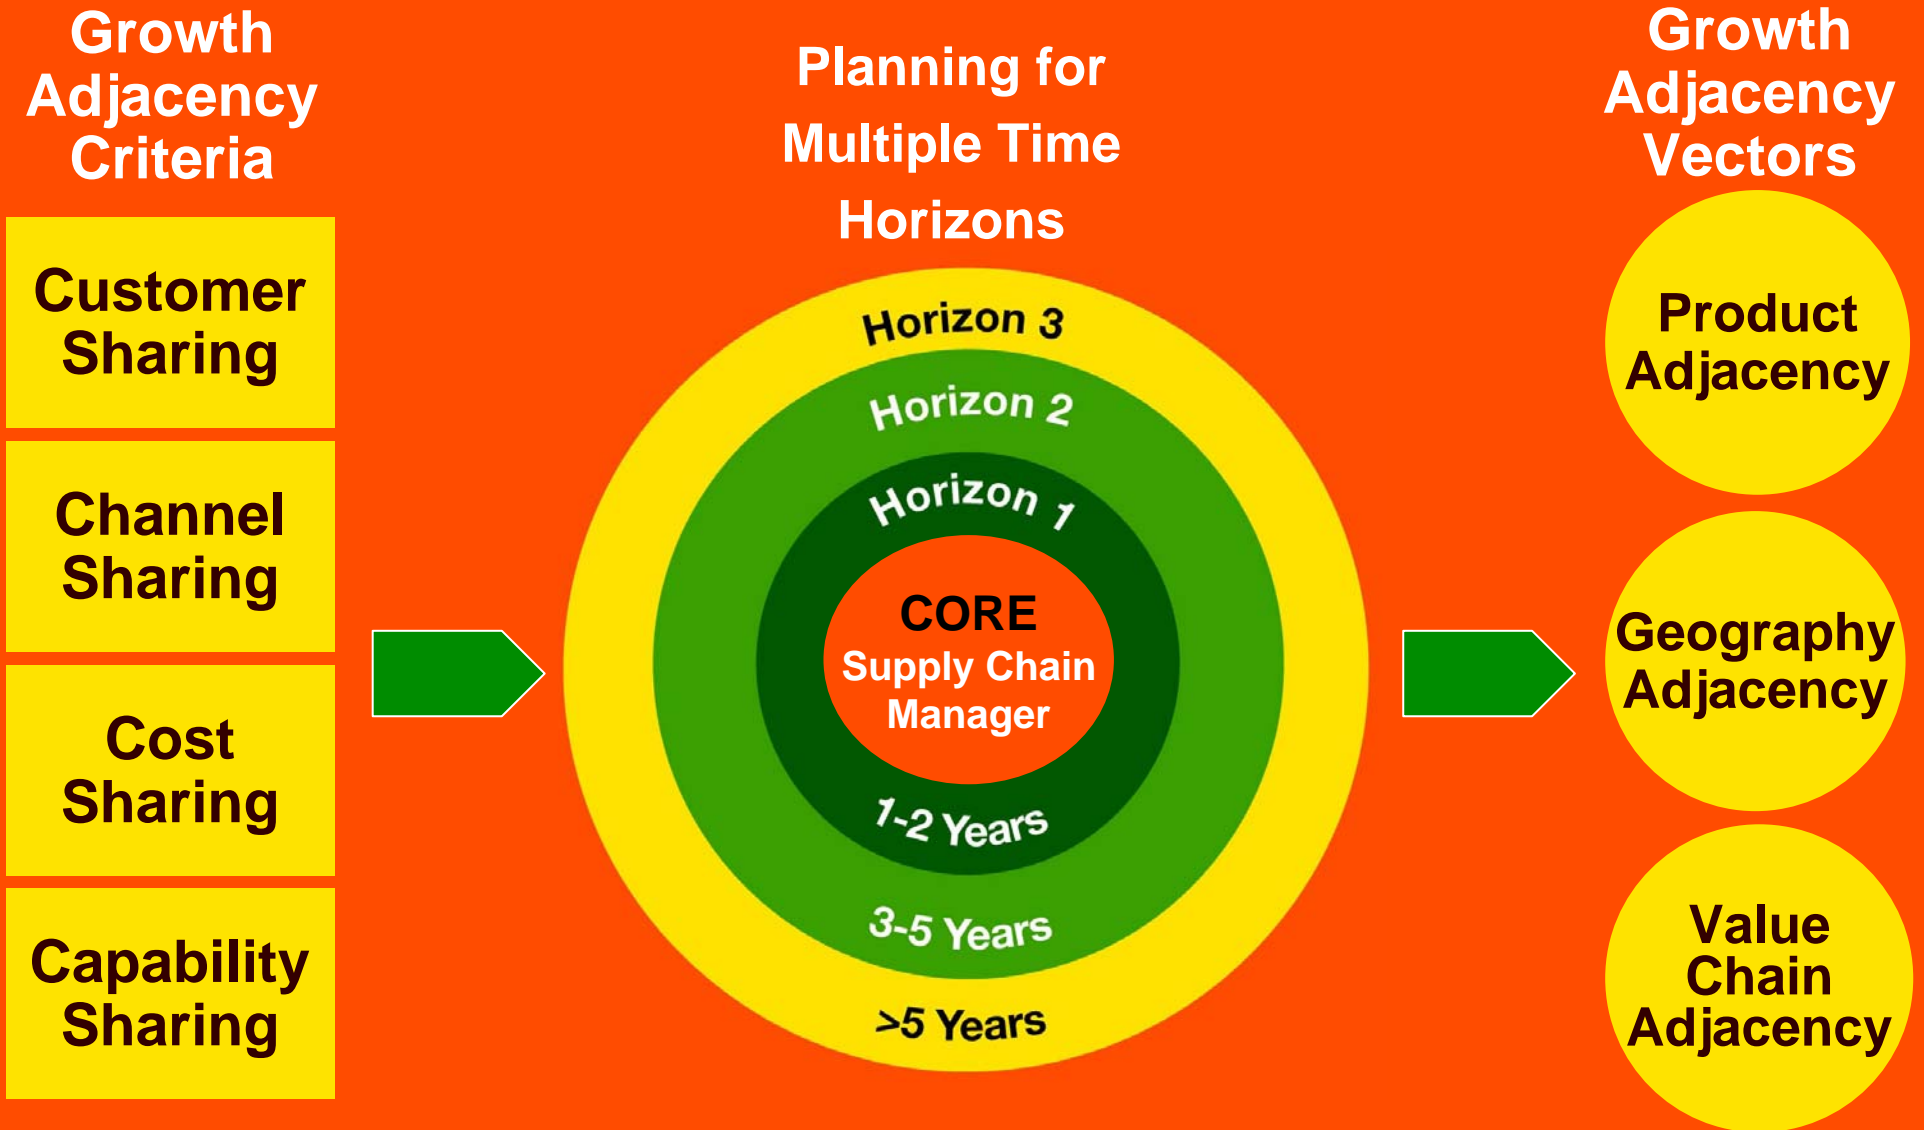 Growth
Adjacency
Criteria
Customer
Sharing
Channel
Sharing
Cost
Sharing
Capability
Sharing
Planning for
Multiple Time
Horizons
Horizon 3
Horizon 2
Horizon 1
CORE
Supply Chain
Manager
1-2 Years
3-5 Years
>5 Years
Growth
Adjacency
Vectors
Product
Adjacency
Geography
Adjacency
Value
Chain
Adjacency